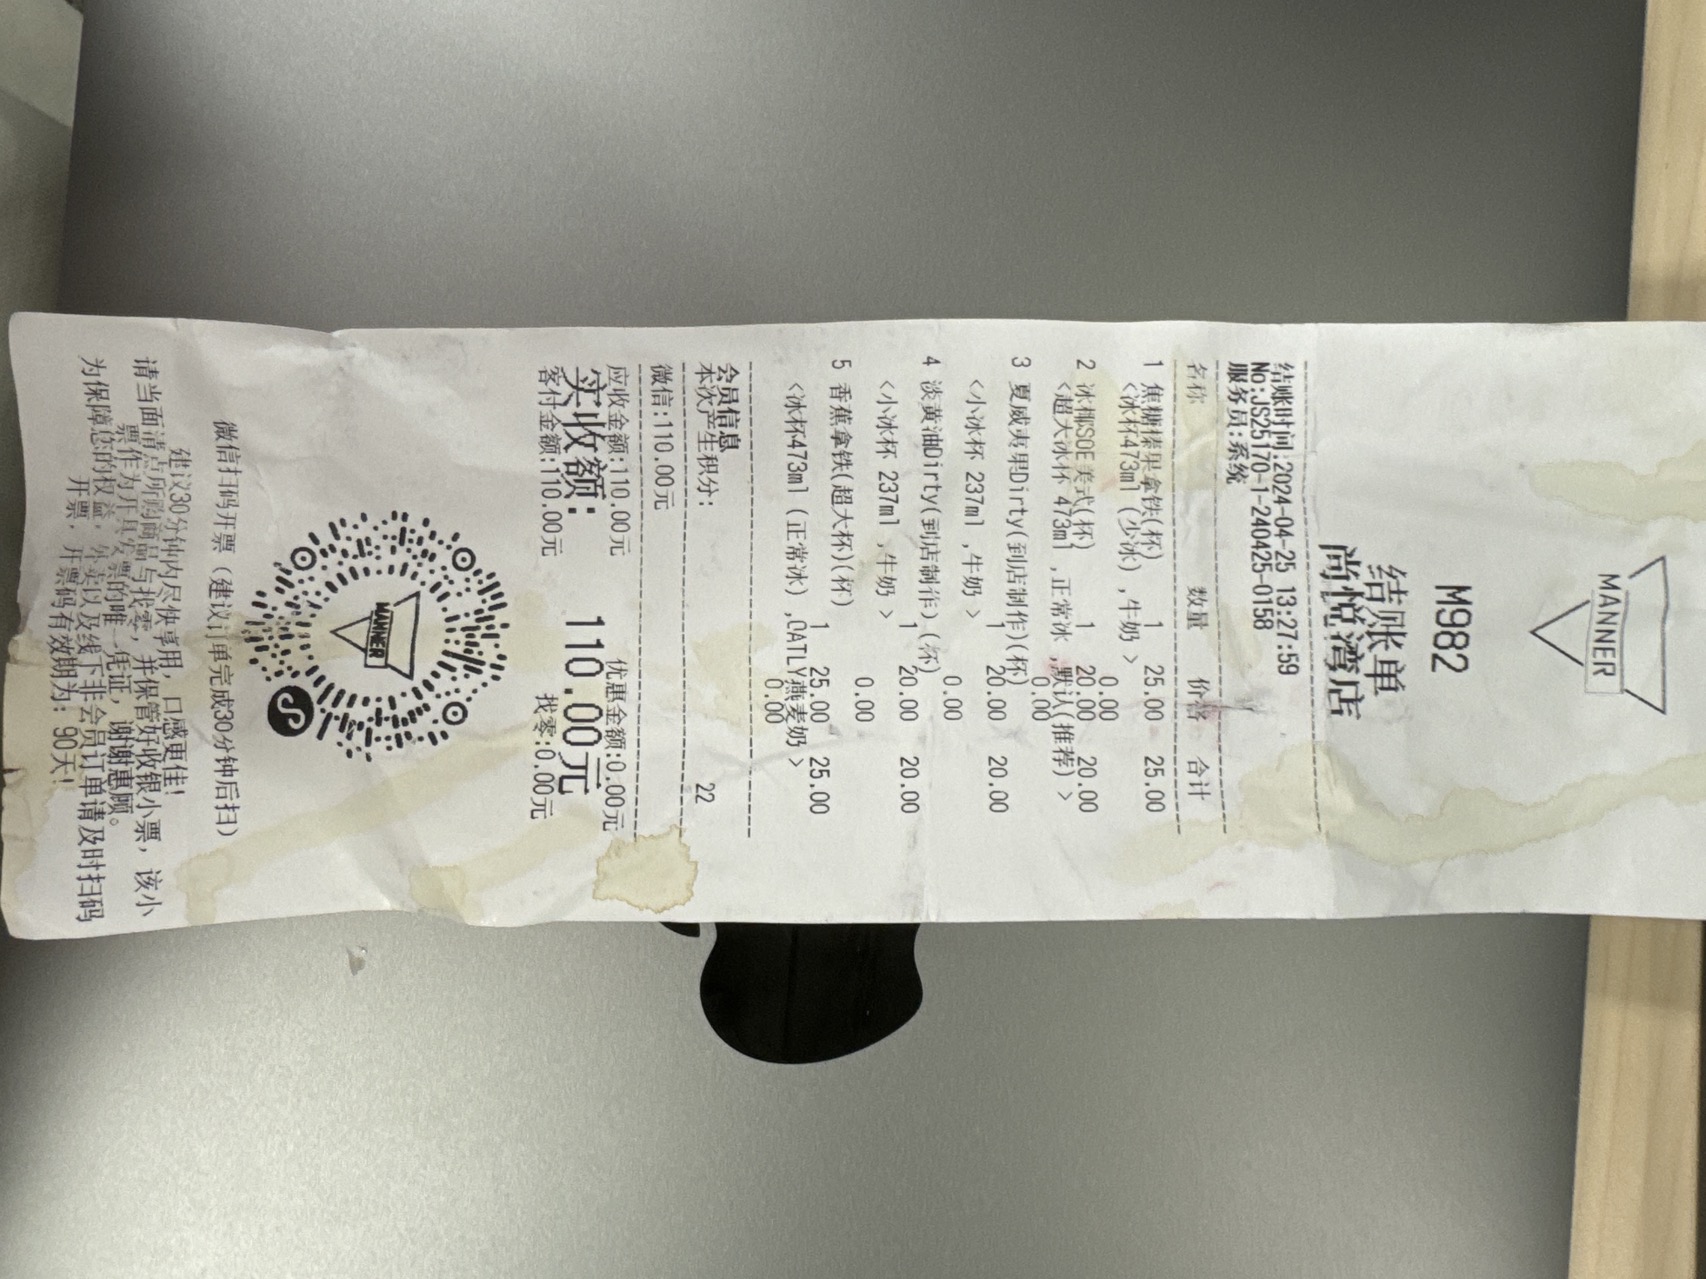 MANNER
M982
结账单
尚悦湾店
结账时间:2024-04-25 13:27:59
No:JS25170-1-240425-0158
服务员:系统
名称 数量 价格 合计
1 焦糖榛果拿铁(杯)
1 25.00 25.00
<冰杯473ml (少冰) ,牛奶 >
0.00
2 冰椰SOE美式(杯)
1 20.00 20.00
<超大冰杯 473ml ,正常冰 ,默认(推荐) >
0.00
3 夏威夷果Dirty(到店制作)(杯)
1 20.00 20.00
<小冰杯 237ml ,牛奶 >
0.00
4 淡黄油Dirty(到店制作)(杯)
1 20.00 20.00
<小冰杯 237ml ,牛奶 >
0.00
5 香蕉拿铁(超大杯)(杯)
1 25.00 25.00
<冰杯473ml (正常冰) ,OATLY燕麦奶 >
0.00
会员信息
本次产生积分: 22
微信:110.00元
应收金额:110.00元 优惠金额:0.00元
实收额: 110.00元
客付金额:110.00元 找零:0.00元
MANNER
微信扫码开票 (建议订单完成30分钟后扫)
建议30分钟内尽快享用, 口感更佳!
请当面清点所购商品与找零, 并保管好收银小票, 该小
票作为开具发票的唯一凭证, 谢谢惠顾。
为保障您的权益, 外卖以及线下非会员订单请及时扫码
开票, 开票码有效期为: 90天!